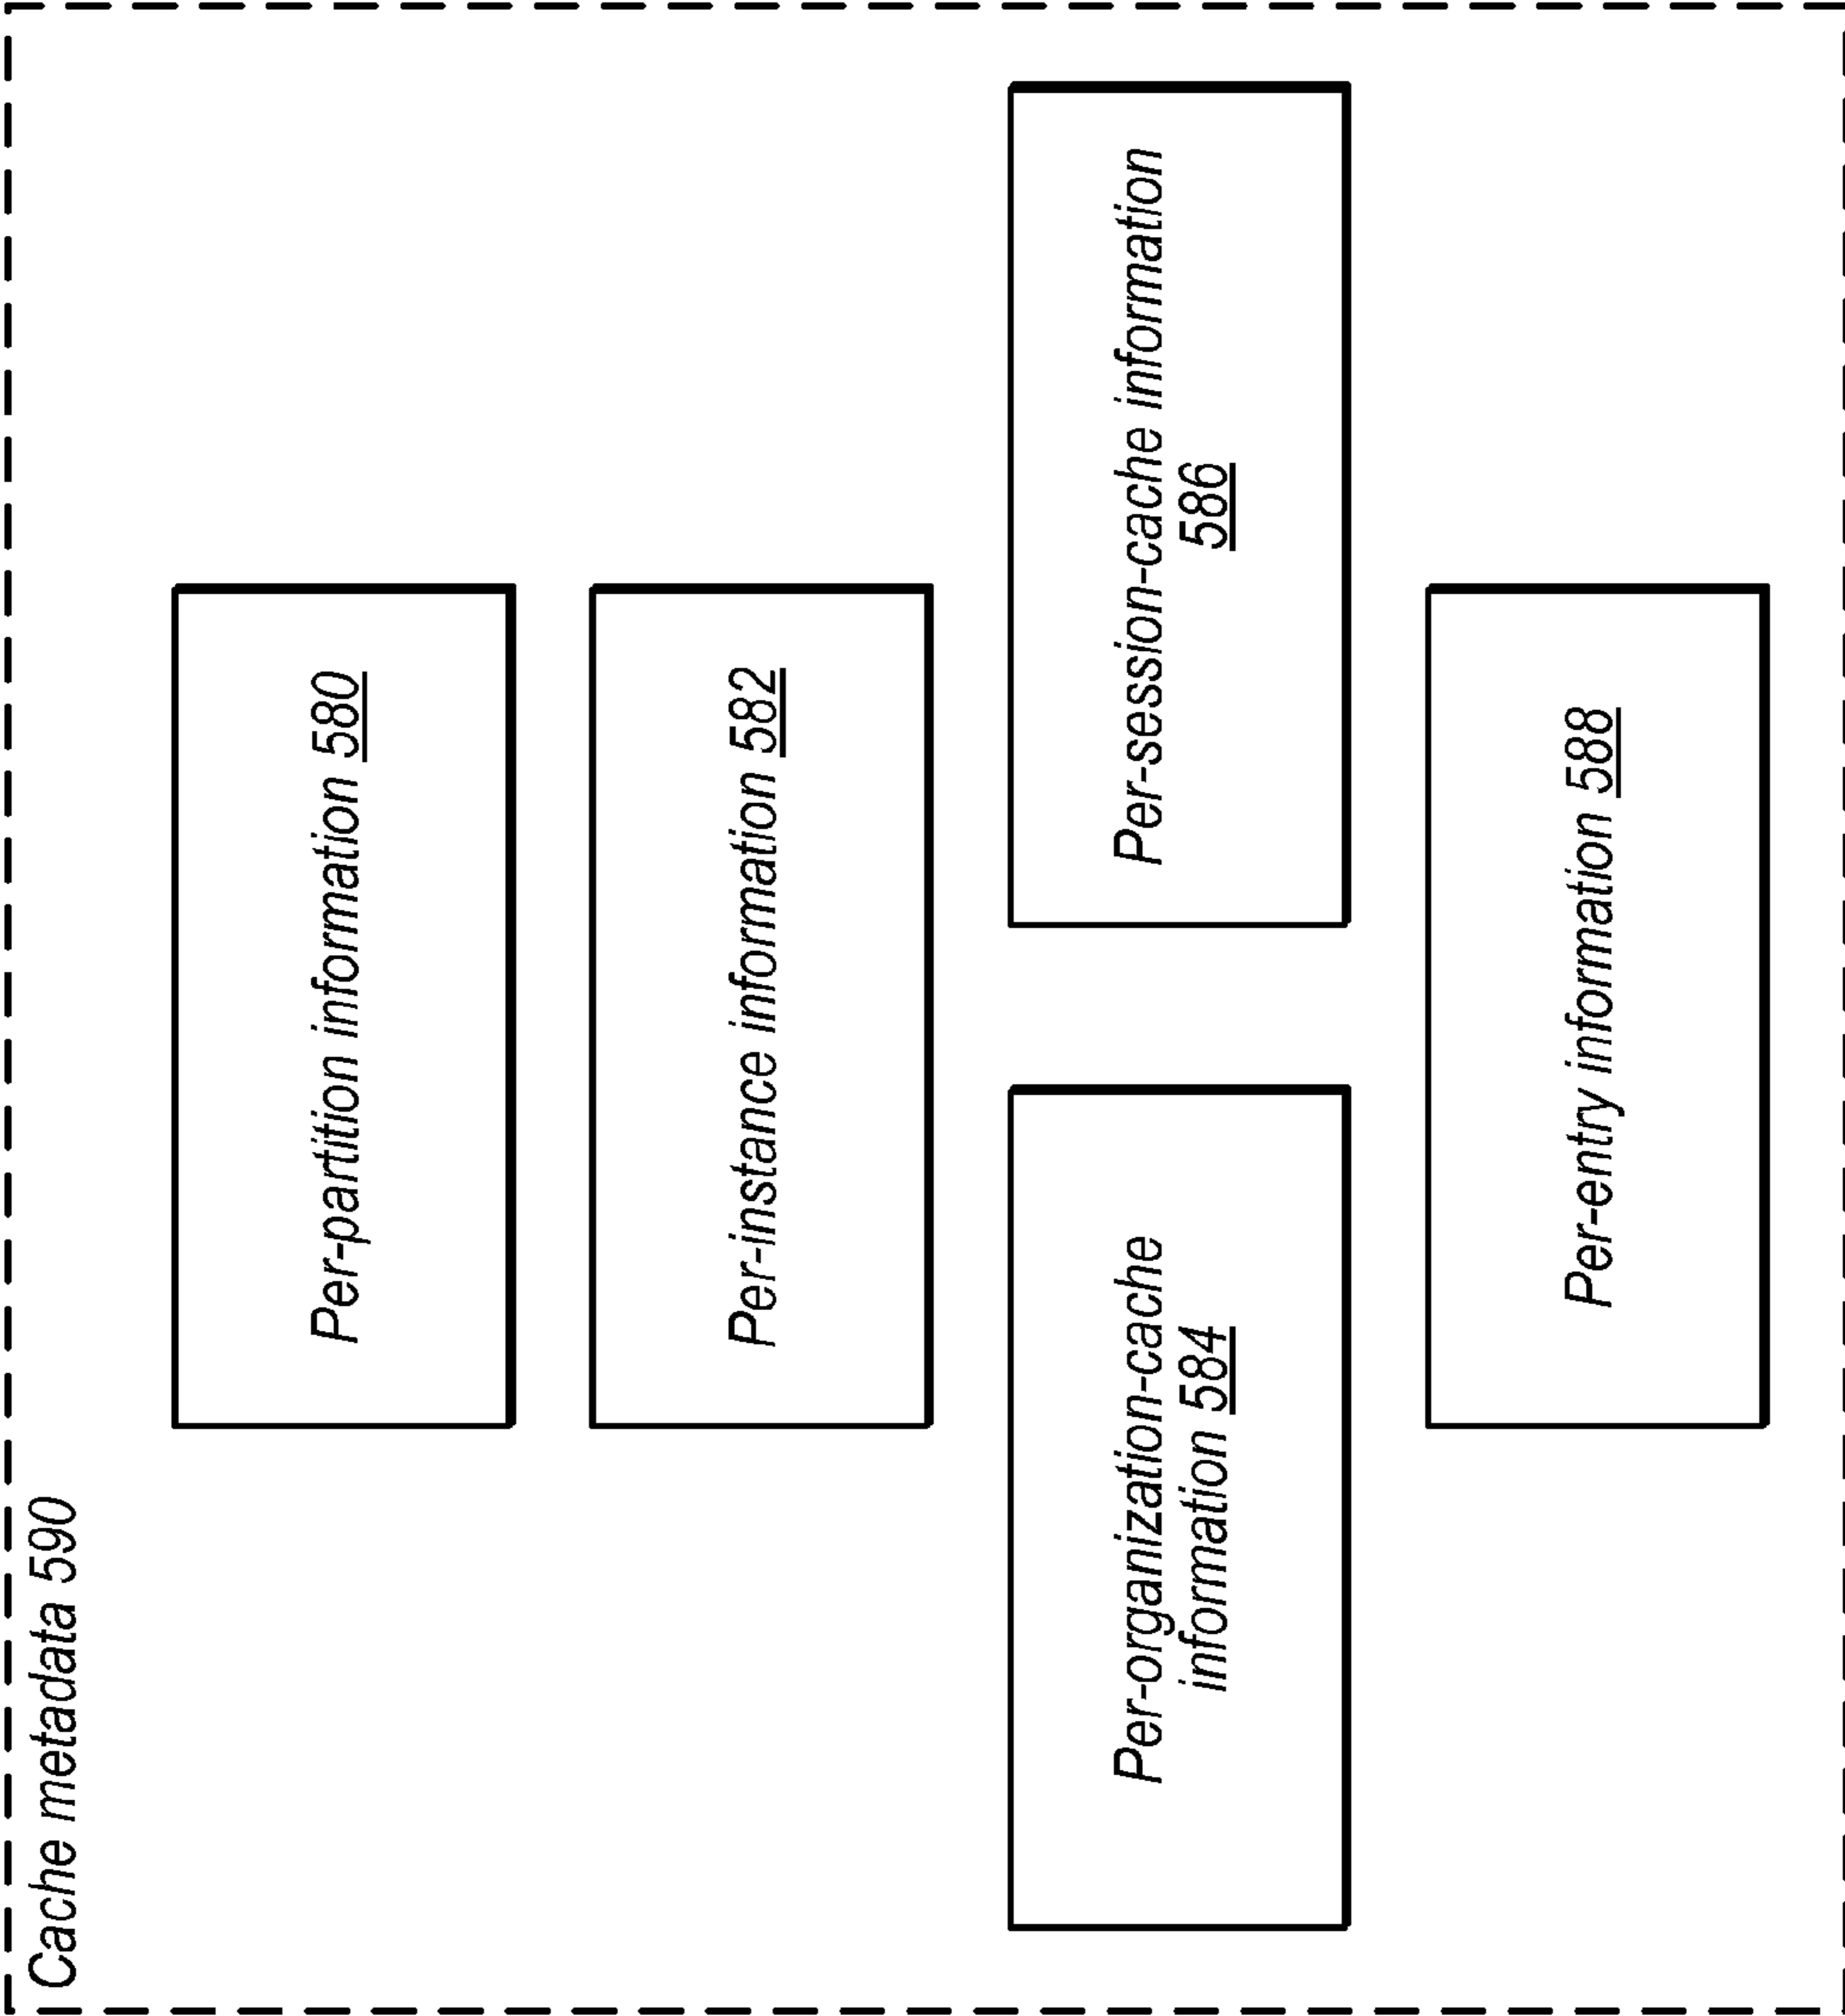 Cache metadata 590
Per-partition information 580
Per-instance information 582
Per-organization-cache
information 584
Per-session-cache information
586
Per-entry information 588